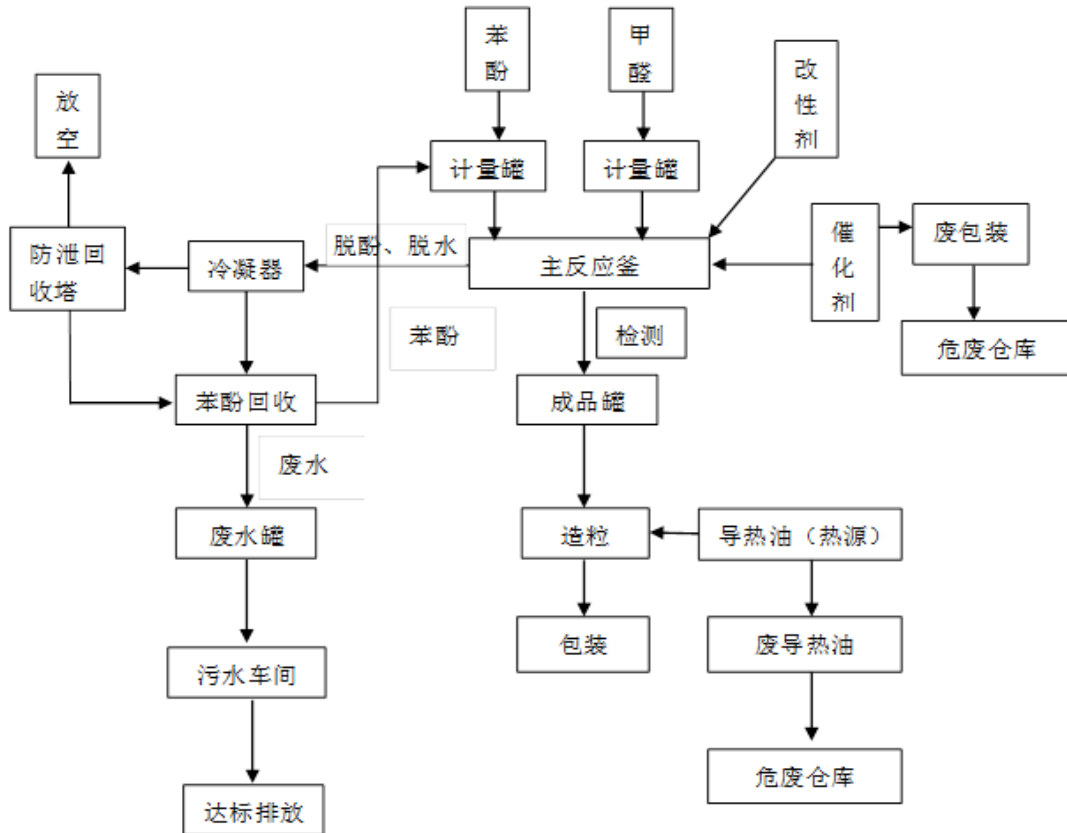 苯
酚
甲
醛
改
性
剂
放
空
计量罐
计量罐
催
化
剂
废包装
防泄回
收塔
冷凝器
脱酚、脱水
主反应釜
苯酚
检测
危废仓库
苯酚回收
成品罐
废水
废水罐
造粒
导热油（热源）
包装
废导热油
污水车间
危废仓库
达标排放